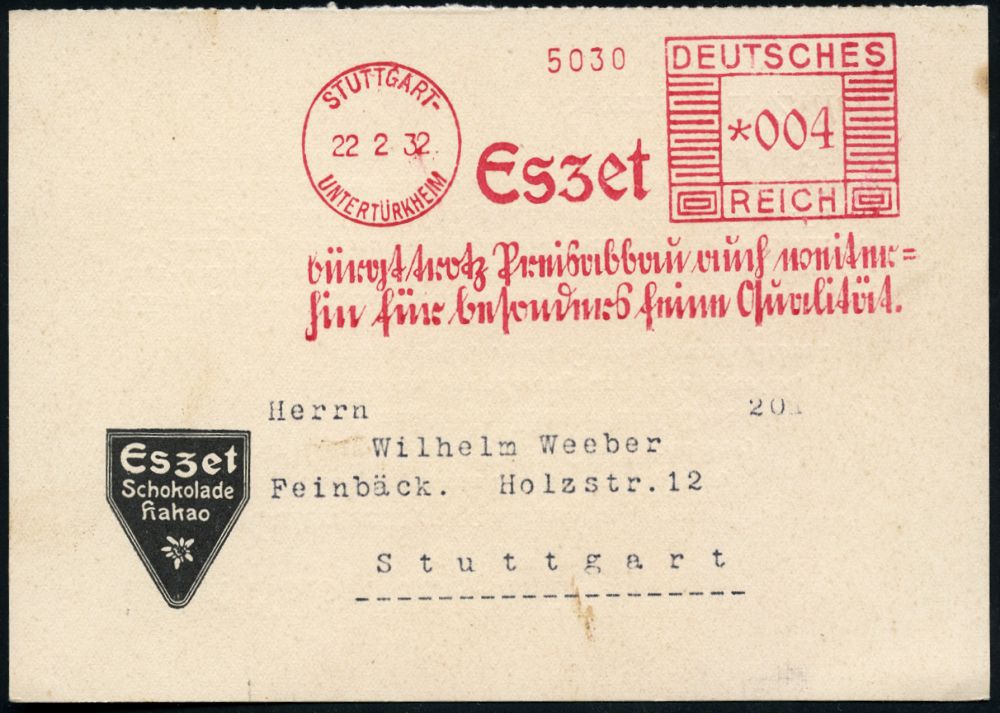 5030
DEUTSCHES
STUTTGART-
22 2 32
UNTERTÜRKHEIM
*004
REICH
Eszet
bürgt trotz Preisabbau auch weiter=
hin für besonders feine Qualität.
Herrn
Wilhelm Weeber
Feinbäck. Holzstr.12
Stuttgart
Eszet
Schokolade
Kakao